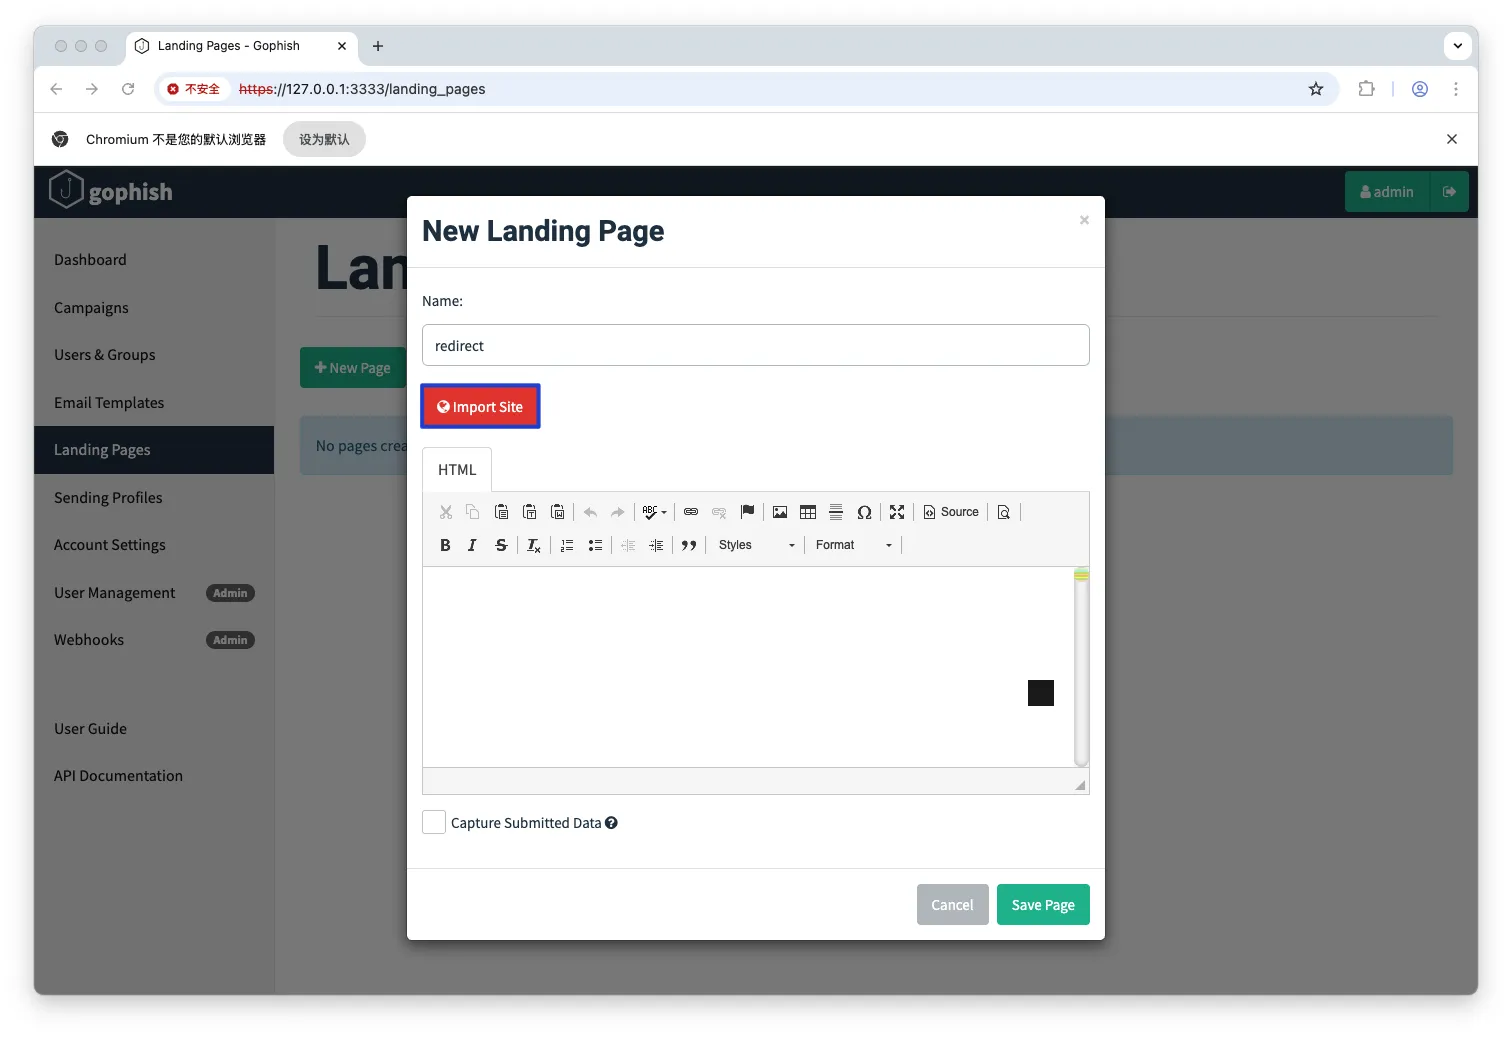 Landing Pages - Gophish
不安全 https://127.0.0.1:3333/landing_pages
Chromium 不是您的默认浏览器 设为默认
gophish
admin
Dashboard
Campaigns
Users & Groups
Email Templates
Landing Pages
Sending Profiles
Account Settings
User Management Admin
Webhooks Admin
User Guide
API Documentation
Lan
New Page
No pages crea
New Landing Page
×
Name:
redirect
Import Site
HTML
ABC
Source
B I S Tx
Styles
Format
Capture Submitted Data
Cancel
Save Page